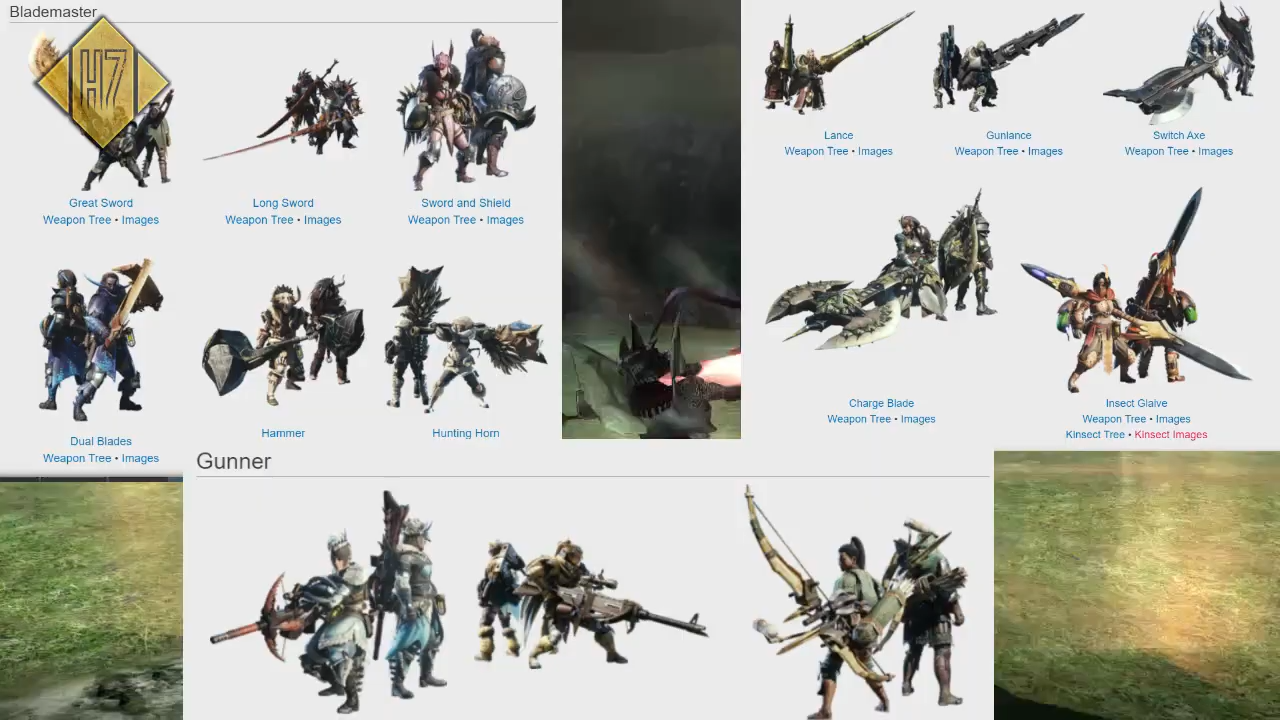 Blademaster
H7
Great Sword
Weapon Tree • Images
Long Sword
Weapon Tree • Images
Sword and Shield
Weapon Tree • Images
Dual Blades
Weapon Tree • Images
Hammer
Hunting Horn
Lance
Weapon Tree • Images
Gunlance
Weapon Tree • Images
Switch Axe
Weapon Tree • Images
Charge Blade
Weapon Tree • Images
Insect Glaive
Weapon Tree • Images
Kinsect Tree • Kinsect Images
Gunner